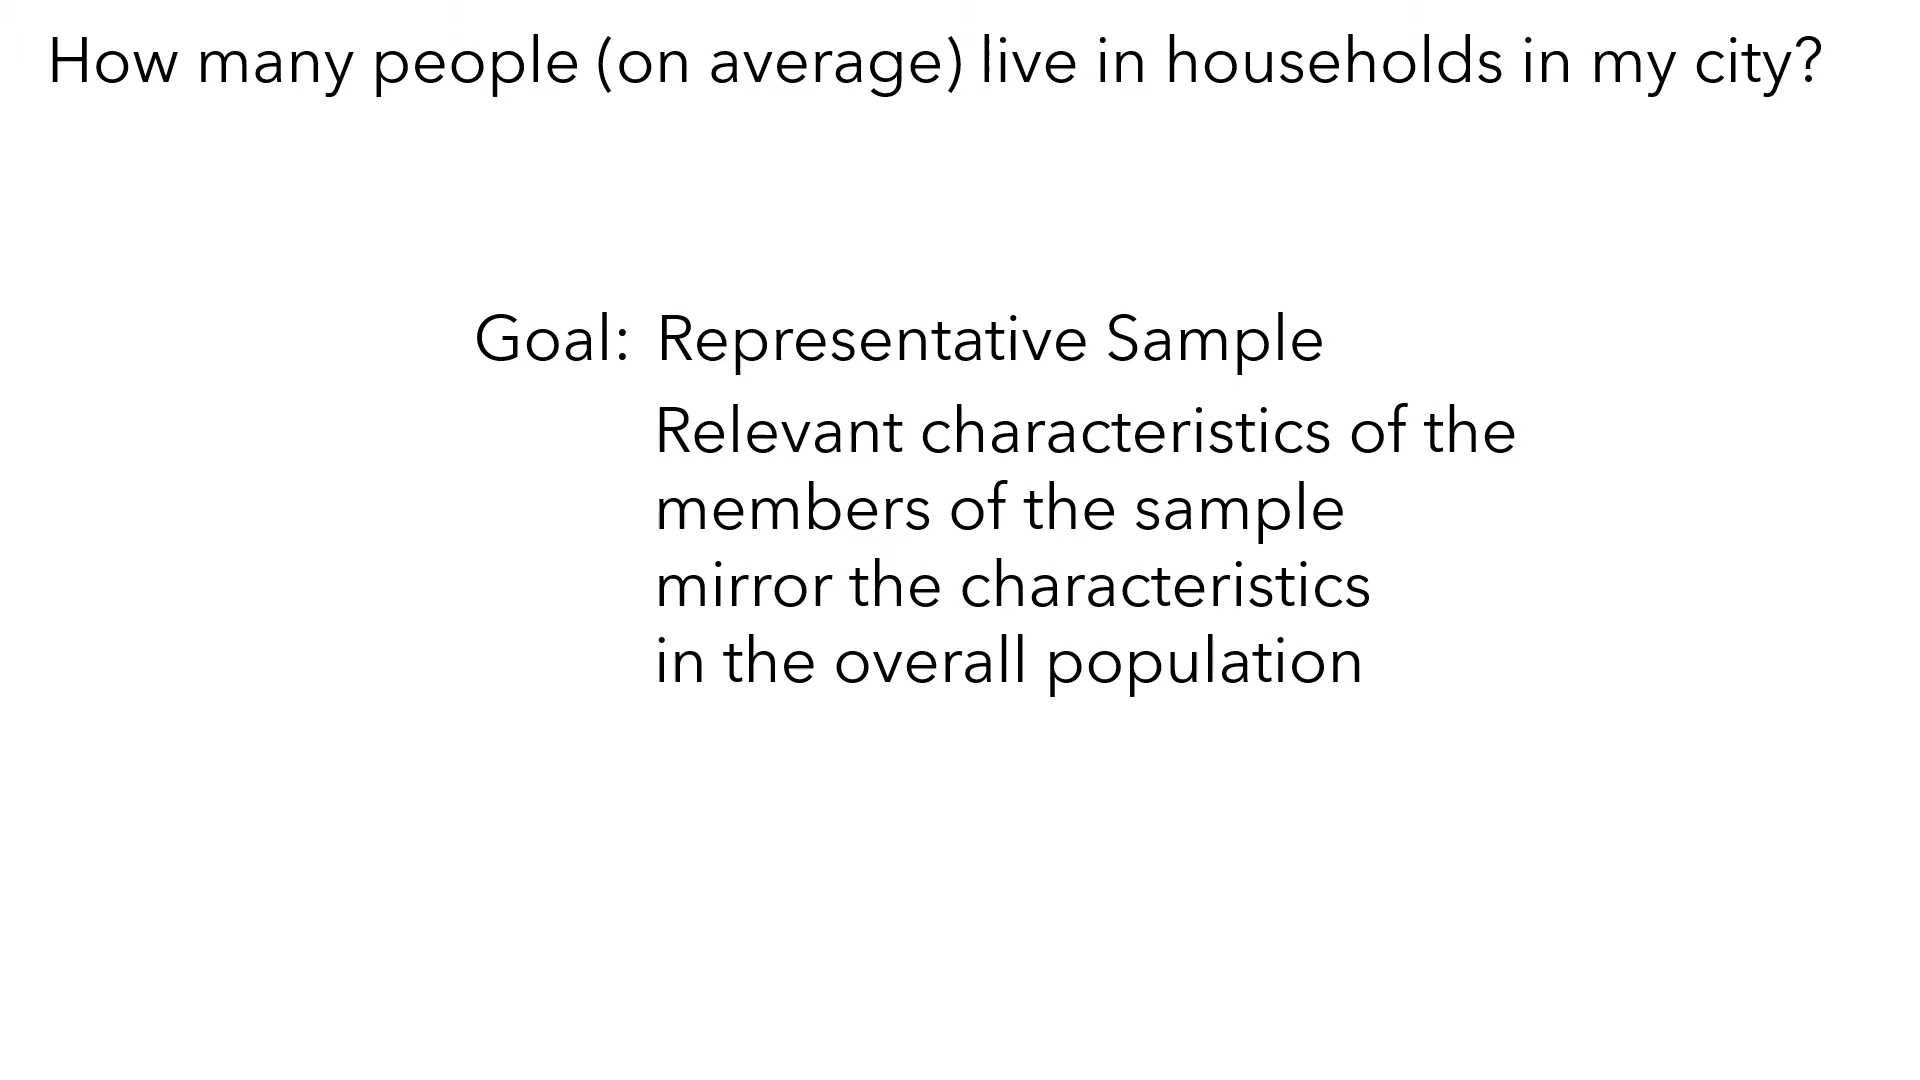 How many people (on average) live in households in my city?
Goal: Representative Sample
Relevant characteristics of the
members of the sample
mirror the characteristics
in the overall population